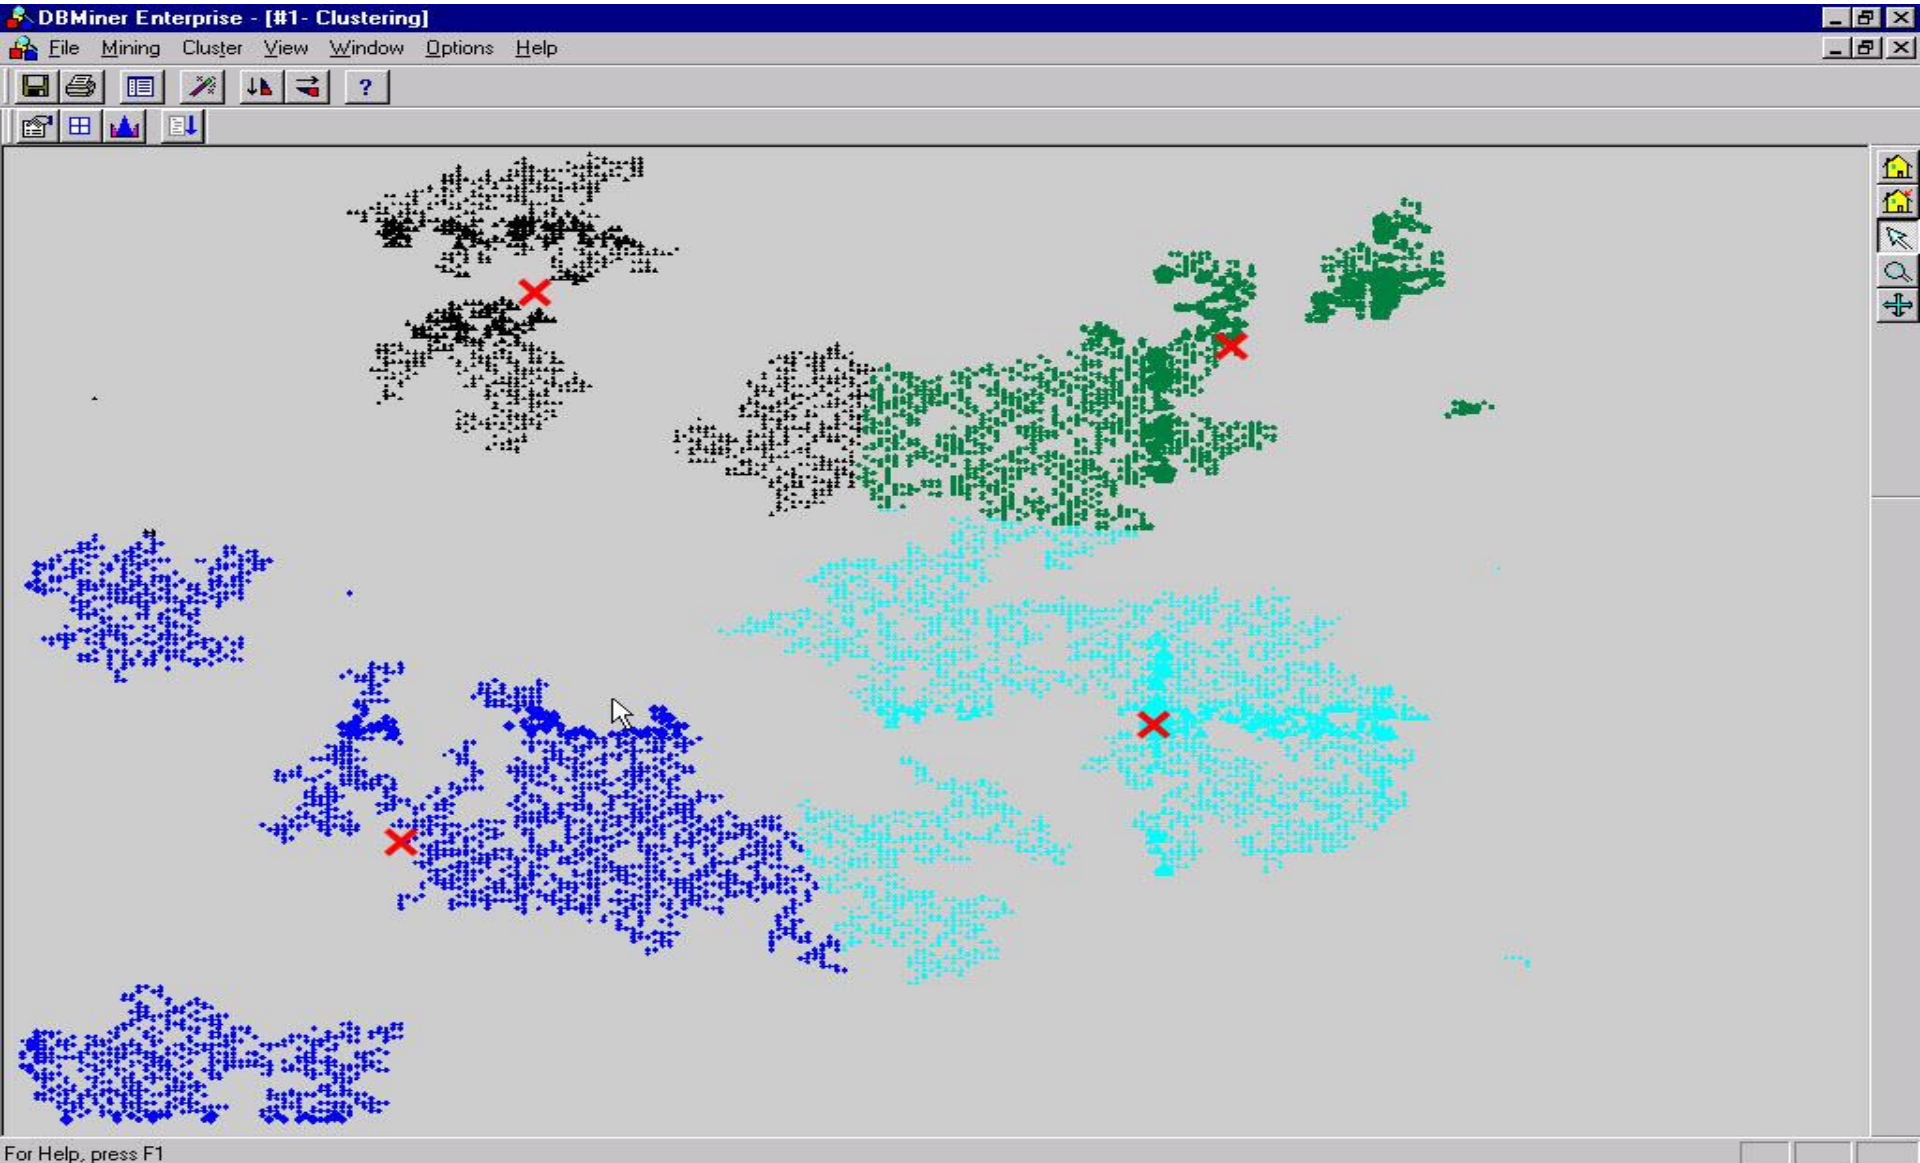 DBMiner Enterprise - [#1- Clustering]
File Mining Cluster View Window Options Help
?
For Help, press F1